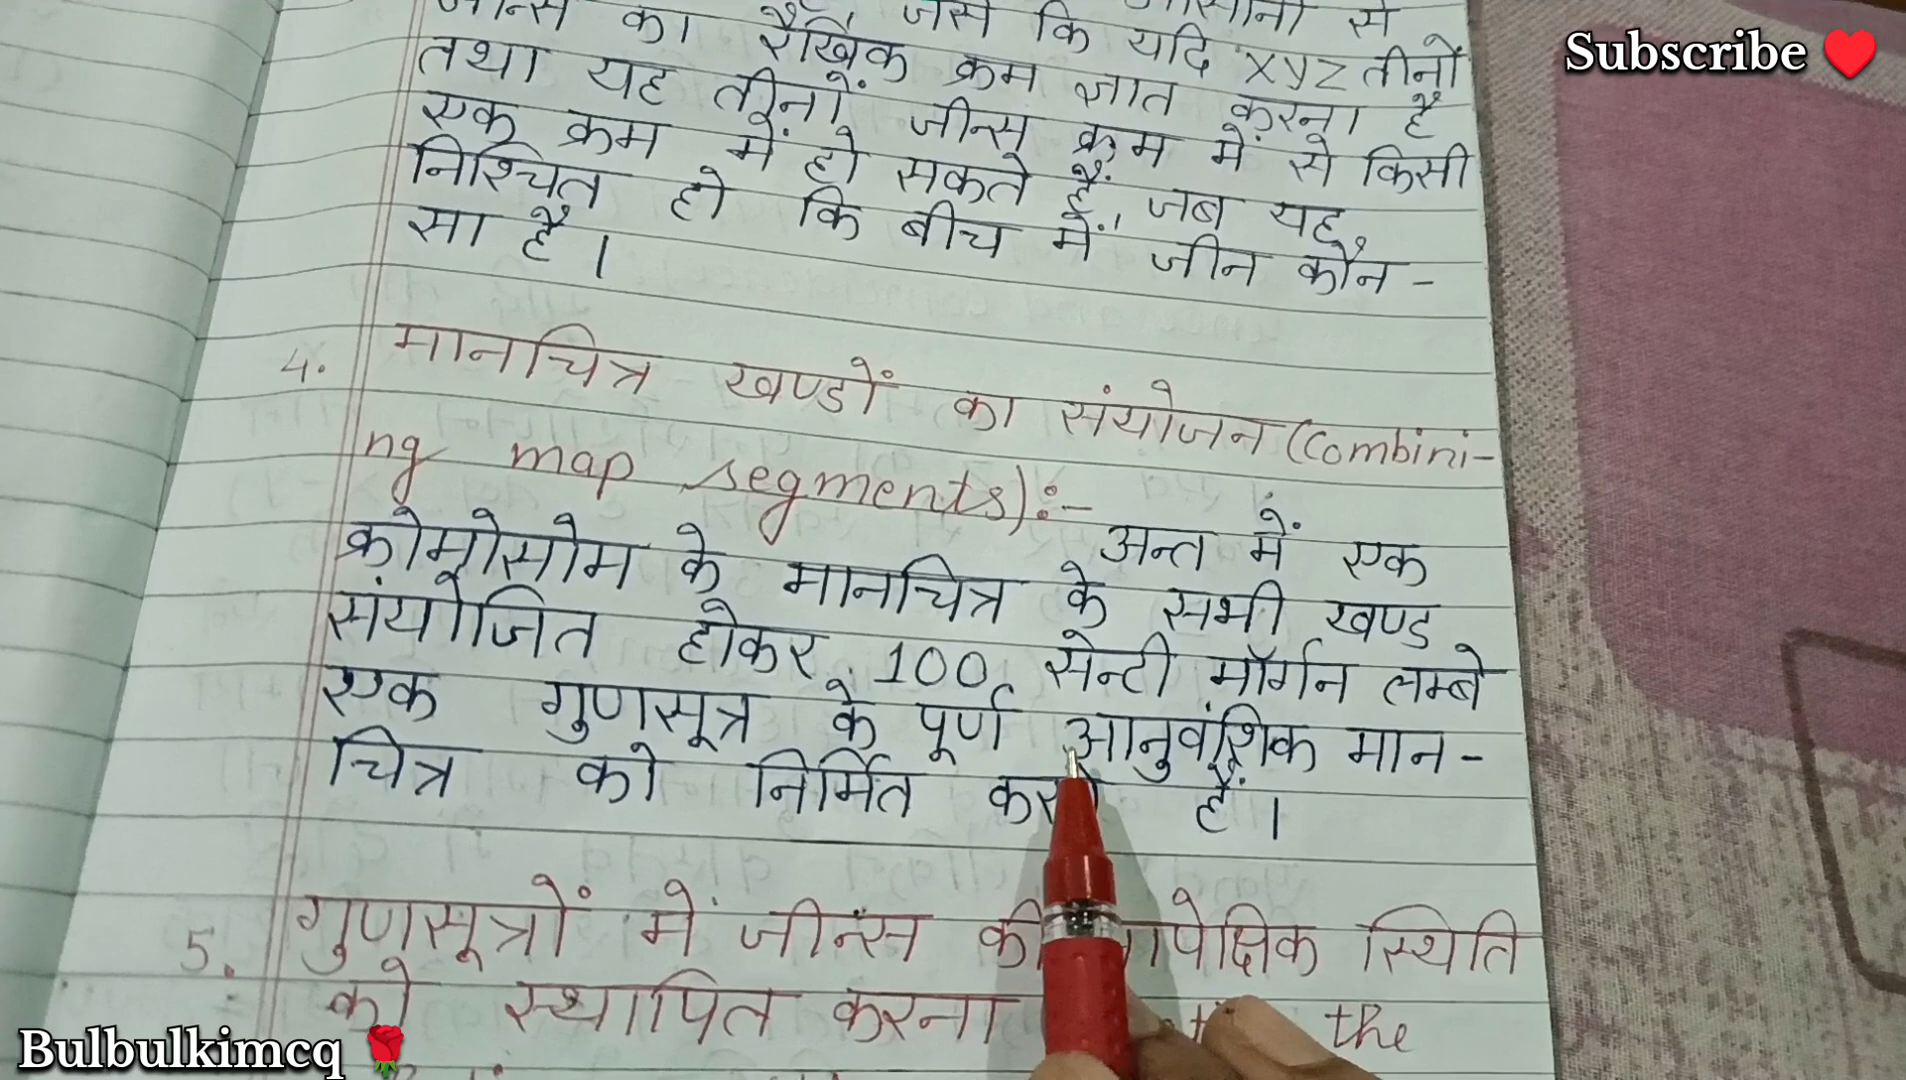 जीन्स का रैखिक क्रम ज्ञात करना है
जैसे कि यदि xyz तीनों
तथा यह तीनों जीन्स क्रम में से किसी
एक क्रम में हो सकते हैं, जब यह
निश्चित हो कि बीच में जीन कौन-
सा है।
4. मानचित्र खण्डों का संयोजन (Combini-
ng map segments):-
अन्त में एक
क्रोमोसोम के मानचित्र के सभी खण्ड
संयोजित होकर 100 सेन्टी मॉर्गन लम्बे
एक गुणसूत्र के पूर्ण आनुवंशिक मान-
चित्र को निर्मित करते हैं।
5. गुणसूत्रों में जीन्स की सापेक्षिक स्थिति
को स्थापित करना the
Subscribe ❤️
Bulbulkimcq 🌹